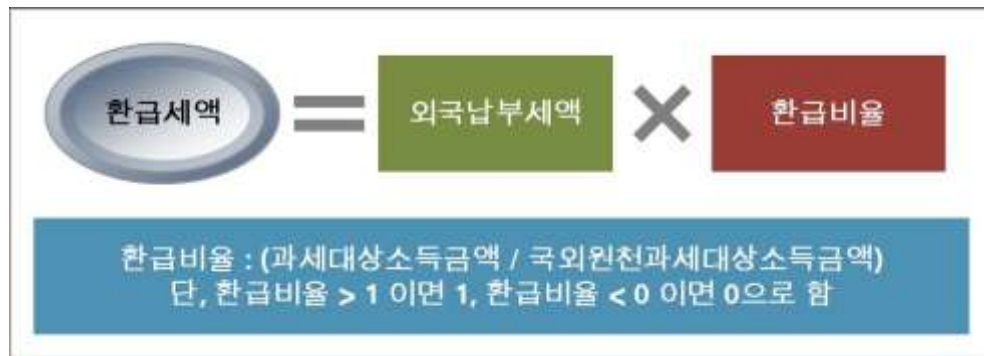 환급세액 = 외국납부세액 × 환급비율
환급비율 : (과세대상소득금액 / 국외원천과세대상소득금액)
단, 환급비율 > 1 이면 1, 환급비율 < 0 이면 0으로 함